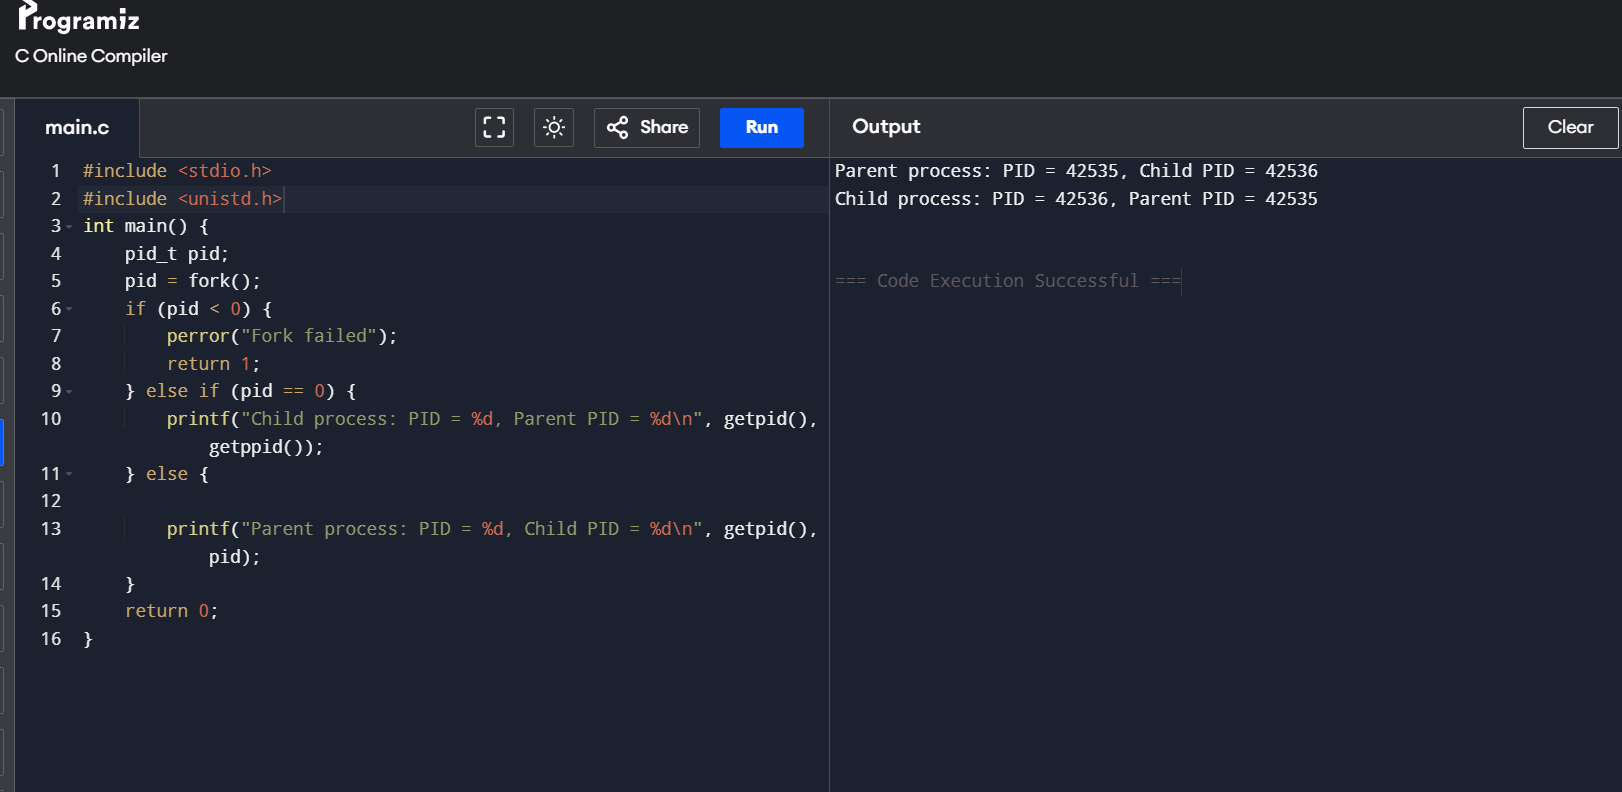 Programiz
C Online Compiler
main.c
Share
Run
Output
Clear
1 #include <stdio.h>
2 #include <unistd.h>
3 int main() {
4     pid_t pid;
5     pid = fork();
6     if (pid < 0) {
7         perror("Fork failed");
8         return 1;
9     } else if (pid == 0) {
10         printf("Child process: PID = %d, Parent PID = %d\n", getpid(),
            getppid());
11     } else {
12
13         printf("Parent process: PID = %d, Child PID = %d\n", getpid(),
            pid);
14     }
15     return 0;
16 }
Parent process: PID = 42535, Child PID = 42536
Child process: PID = 42536, Parent PID = 42535
=== Code Execution Successful ===